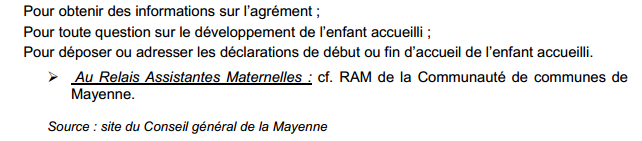 Pour obtenir des informations sur l'agrément ;
Pour toute question sur le développement de l'enfant accueilli ;
Pour déposer ou adresser les déclarations de début ou fin d'accueil de l'enfant accueilli.
➢ Au Relais Assistantes Maternelles : cf. RAM de la Communauté de communes de
Mayenne.
Source : site du Conseil général de la Mayenne